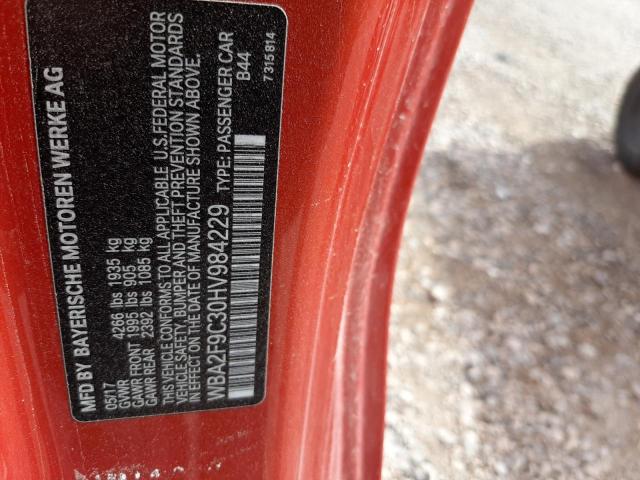 MFD BY BAYERISCHE MOTOREN WERKE AG
05/17
GVWR 4266 lbs 1935 kg
GAWR FRONT 1995 lbs 905 kg
GAWR REAR 2392 lbs 1085 kg
THIS VEHICLE CONFORMS TO ALL APPLICABLE U.S. FEDERAL MOTOR
VEHICLE SAFETY, BUMPER AND THEFT PREVENTION STANDARDS
IN EFFECT ON THE DATE OF MANUFACTURE SHOWN ABOVE.
WBA2F9C30HV984229 TYPE: PASSENGER CAR
B44
7315814